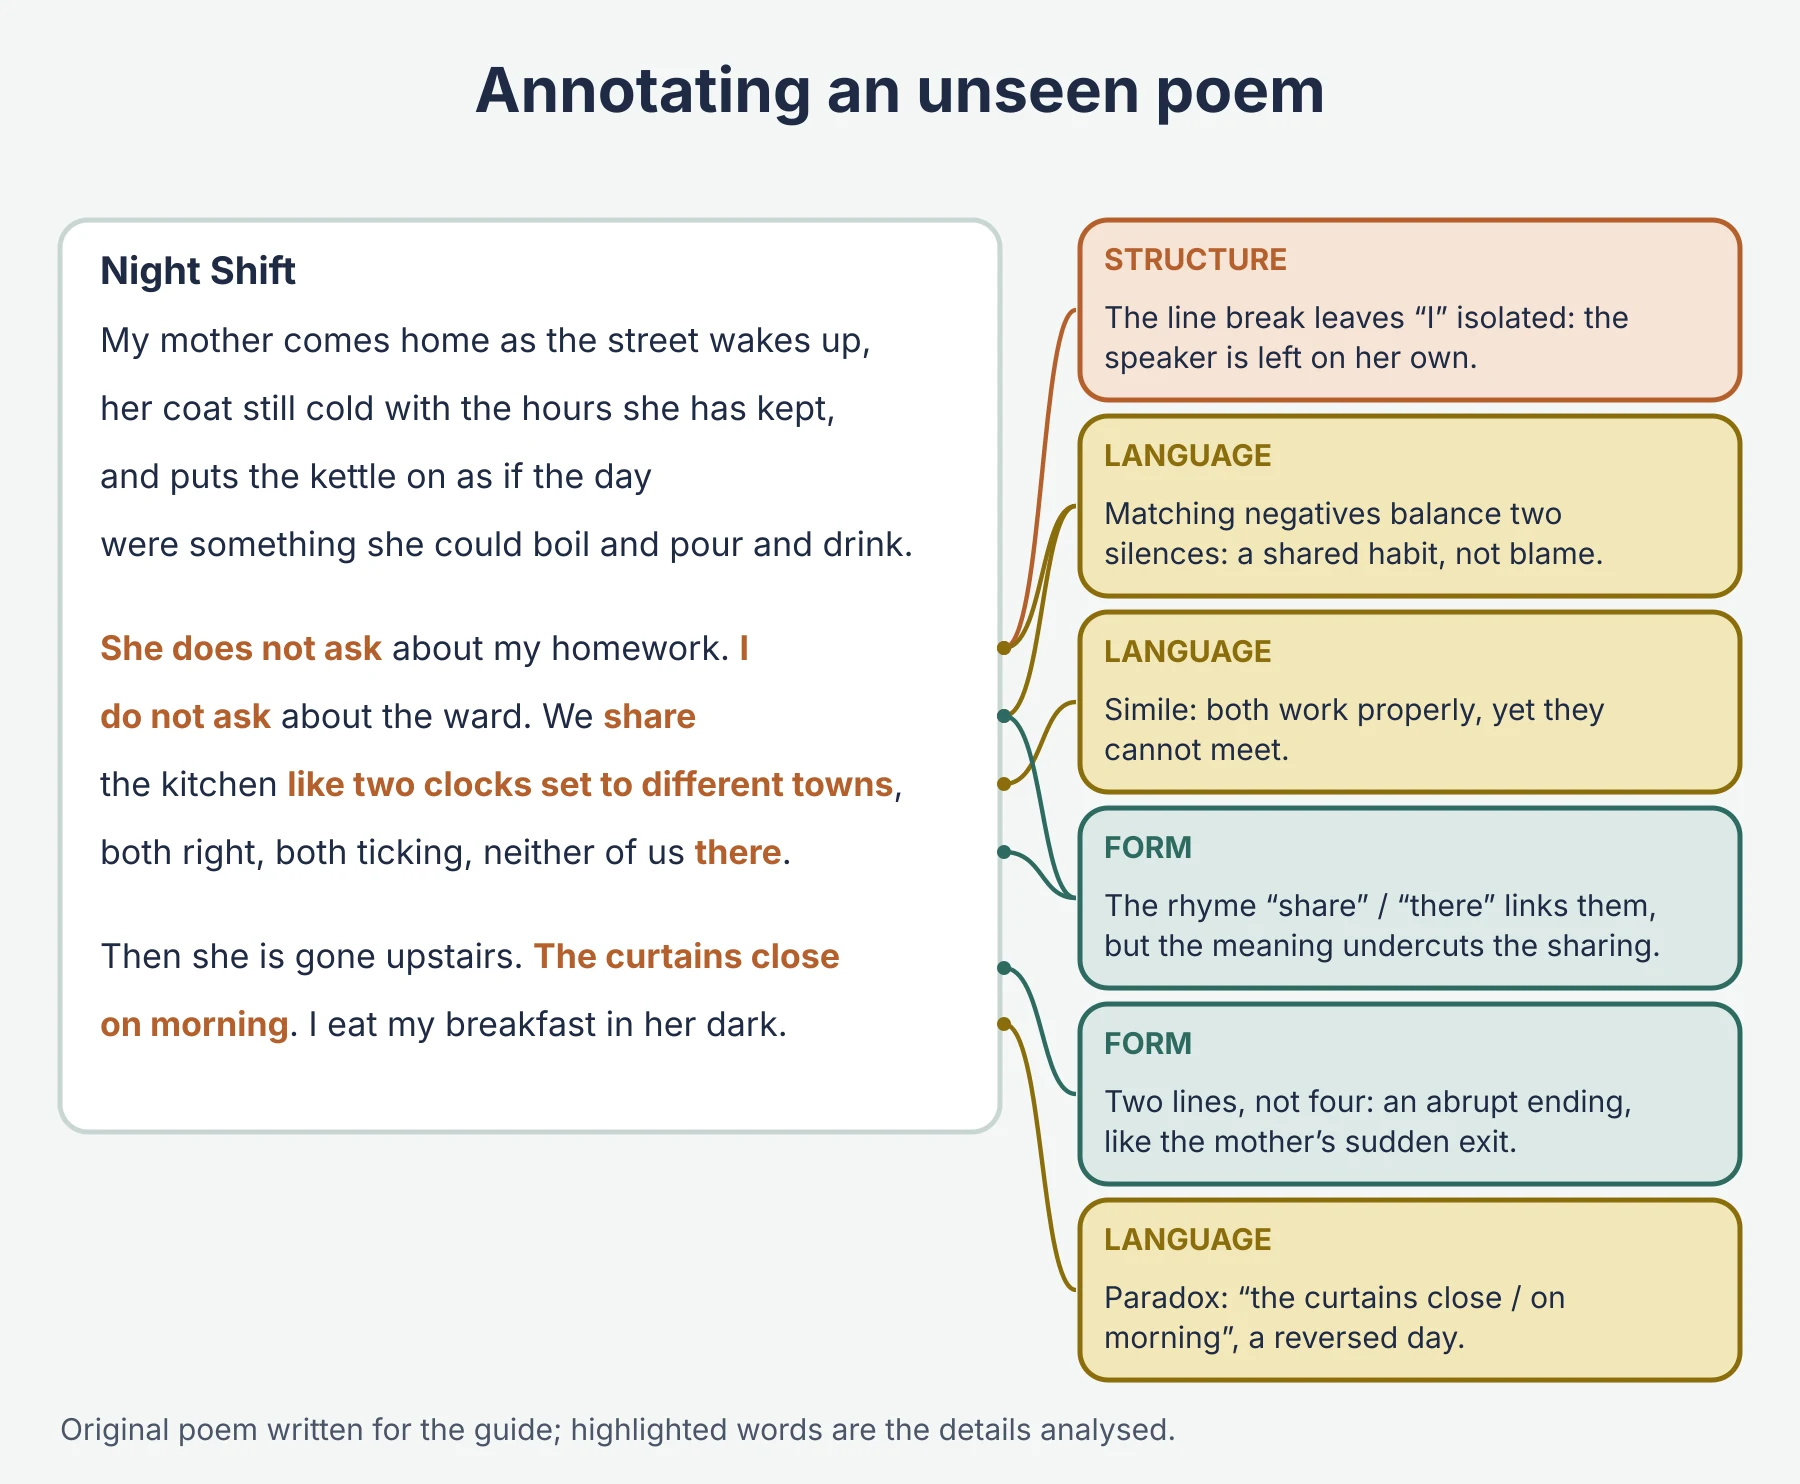 Annotating an unseen poem
Night Shift
My mother comes home as the street wakes up,
her coat still cold with the hours she has kept,
and puts the kettle on as if the day
were something she could boil and pour and drink.
She does not ask about my homework. I
do not ask about the ward. We share
the kitchen like two clocks set to different towns,
both right, both ticking, neither of us there.
Then she is gone upstairs. The curtains close
on morning. I eat my breakfast in her dark.
STRUCTURE
The line break leaves “I” isolated: the
speaker is left on her own.
LANGUAGE
Matching negatives balance two
silences: a shared habit, not blame.
LANGUAGE
Simile: both work properly, yet they
cannot meet.
FORM
The rhyme “share” / “there” links them,
but the meaning undercuts the sharing.
FORM
Two lines, not four: an abrupt ending,
like the mother’s sudden exit.
LANGUAGE
Paradox: “the curtains close / on
morning”, a reversed day.
Original poem written for the guide; highlighted words are the details analysed.